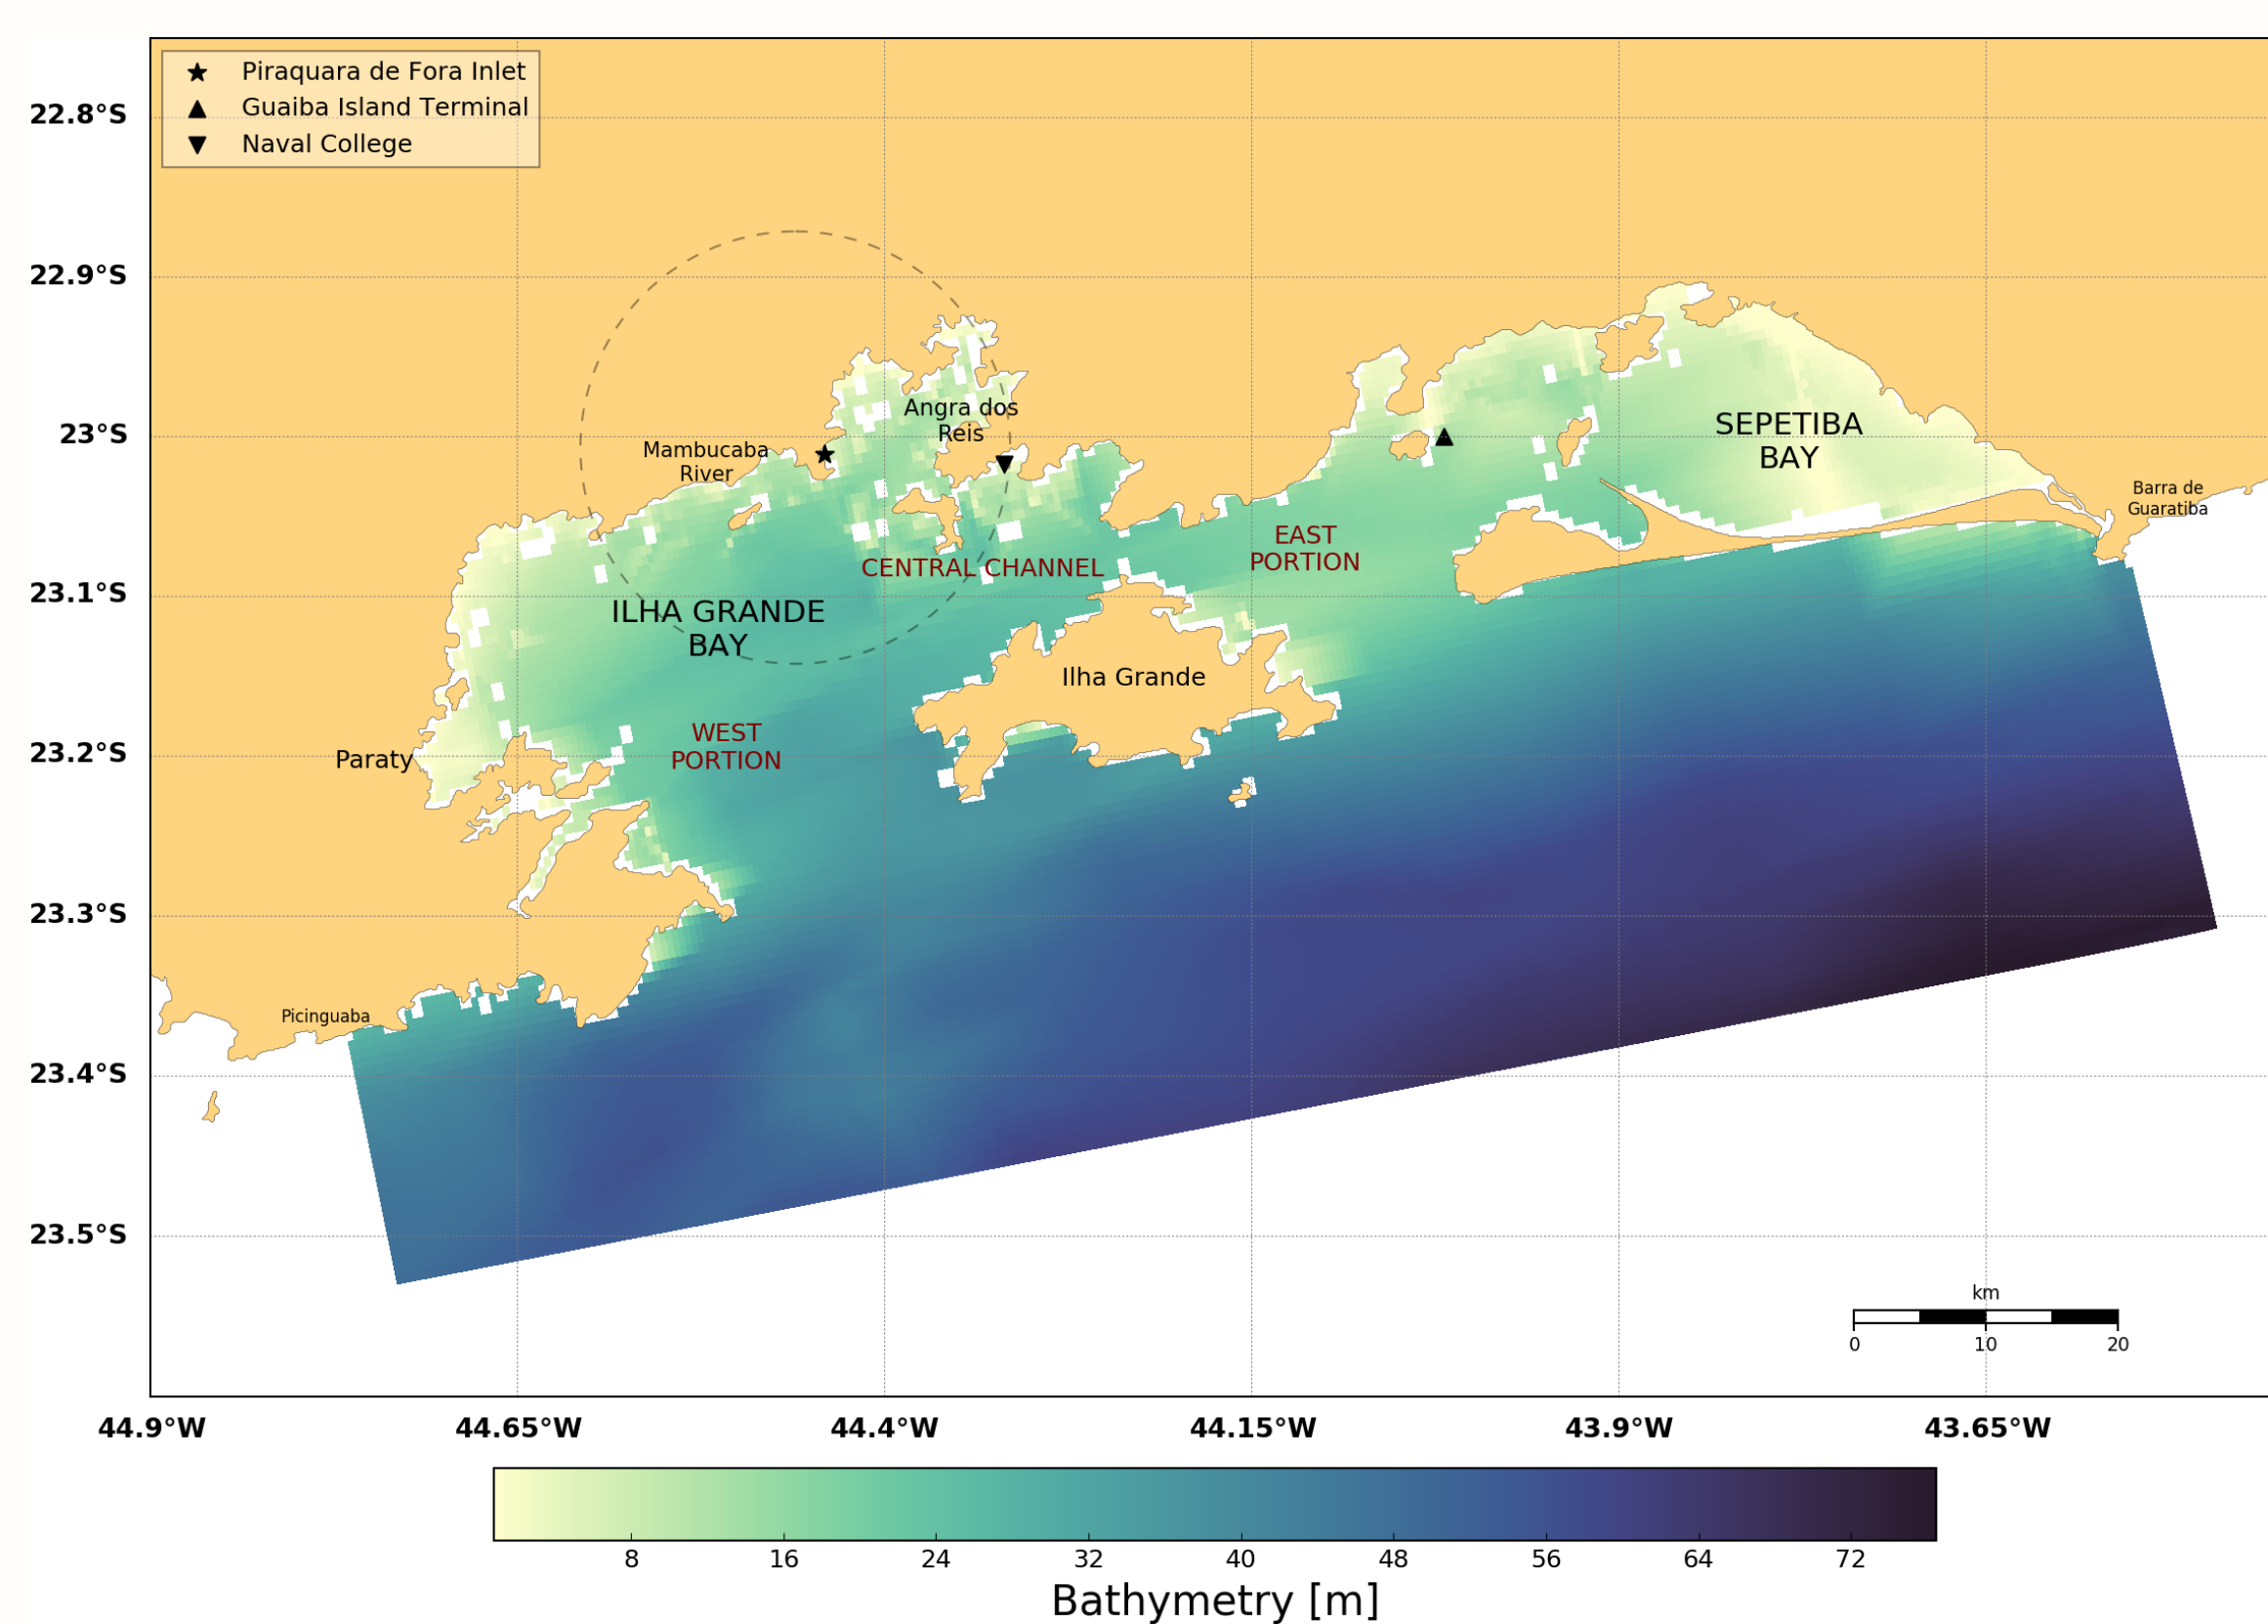 Piraquara de Fora Inlet
Guaiba Island Terminal
Naval College
22.8°S
22.9°S
23°S
23.1°S
23.2°S
23.3°S
23.4°S
23.5°S
Angra dos
Reis
Mambucaba
River
SEPETIBA
BAY
Barra de
Guaratiba
EAST
PORTION
CENTRAL CHANNEL
ILHA GRANDE
BAY
Ilha Grande
WEST
PORTION
Paraty
Picinguaba
km
0 10 20
44.9°W 44.65°W 44.4°W 44.15°W 43.9°W 43.65°W
8 16 24 32 40 48 56 64 72
Bathymetry [m]